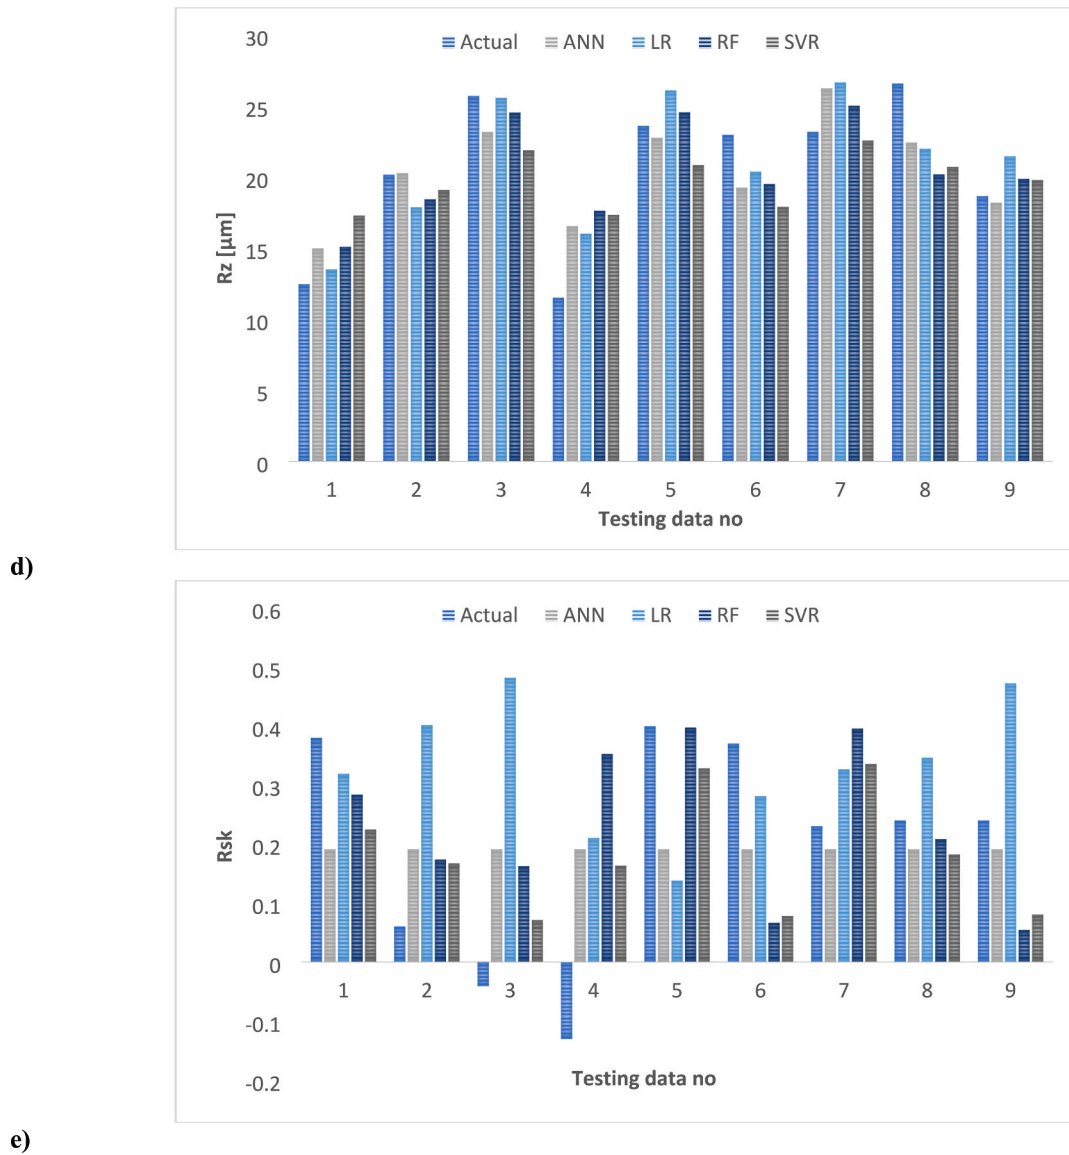 30
Actual ANN LR RF SVR
25
20
15
10
5
0
Rz [µm]
1 2 3 4 5 6 7 8 9
Testing data no
d)
0.6
Actual ANN LR RF SVR
0.5
0.4
0.3
0.2
0.1
0
-0.1
-0.2
Rsk
1 2 3 4 5 6 7 8 9
Testing data no
e)